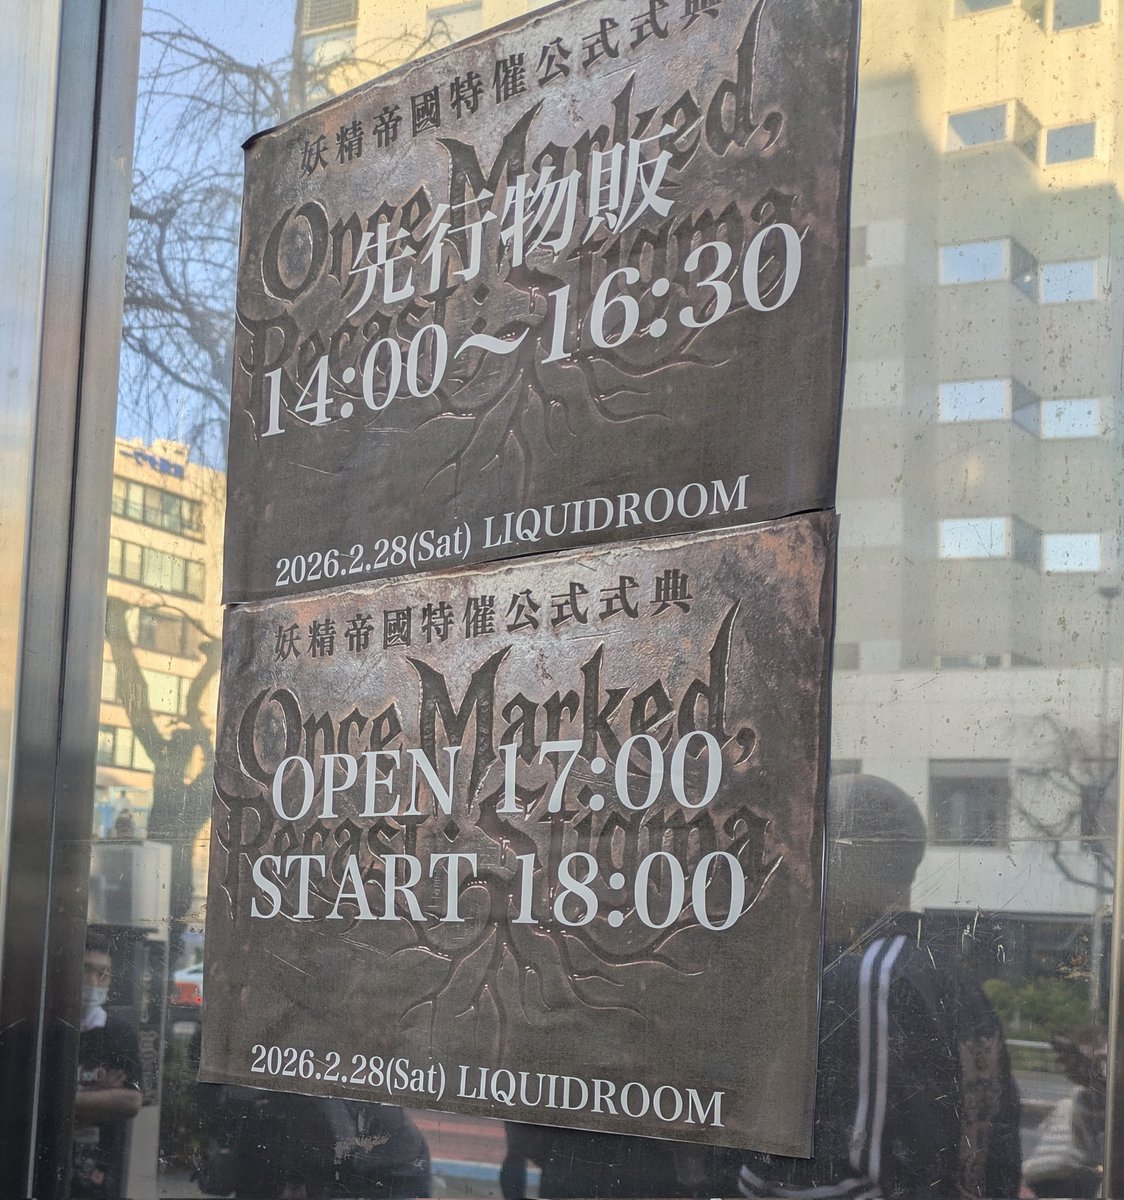 妖精帝國特催公式式典
Once Marked,
Recast: Stigma
先行物販
14:00〜16:30
2026.2.28(Sat) LIQUIDROOM
妖精帝國特催公式式典
Once Marked,
Recast: Stigma
OPEN 17:00
START 18:00
2026.2.28(Sat) LIQUIDROOM